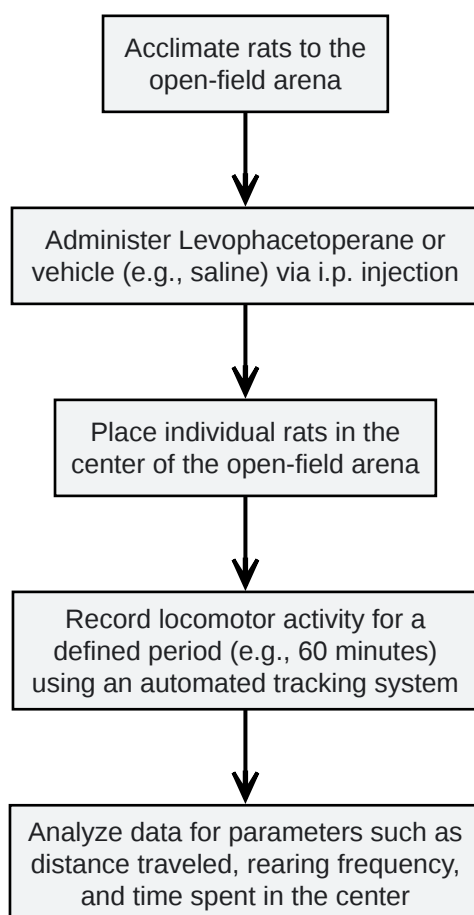 Acclimate rats to the
open-field arena
Administer Levophacetoperane or
vehicle (e.g., saline) via i.p. injection
Place individual rats in the
center of the open-field arena
Record locomotor activity for a
defined period (e.g., 60 minutes)
using an automated tracking system
Analyze data for parameters such as
distance traveled, rearing frequency,
and time spent in the center